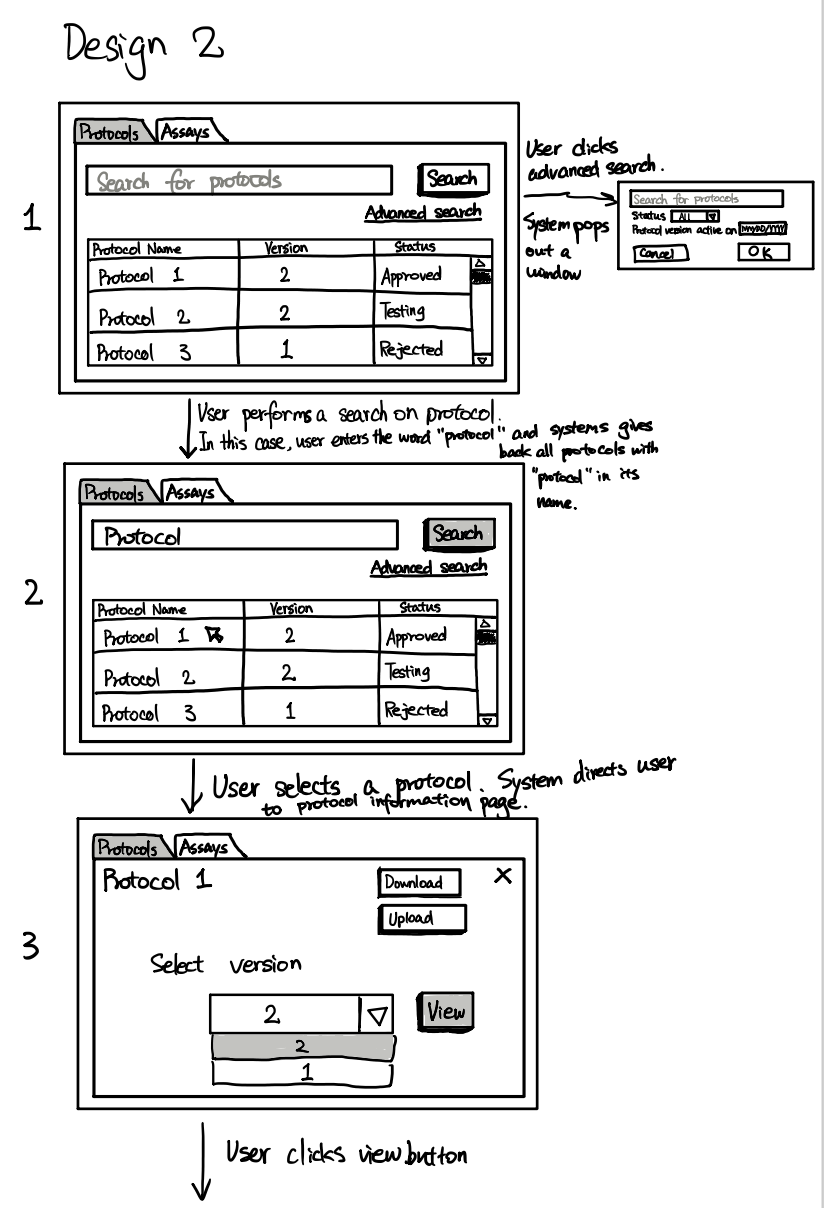 Design 2
1
Protocols Assays
Search for protocols Search
Advanced search
Protocol Name Version Status
Protocol 1 2 Approved
Protocol 2 2 Testing
Protocol 3 1 Rejected
User clicks
advanced search.
System pops
out a
window
Search for protocols
Status All
Protocol version active on MM/DD/YYYY
Cancel OK
User performs a search on protocol.
In this case, user enters the word "protocol" and systems gives
back all protocols with
"protocol" in its
name.
2
Protocols Assays
Protocol Search
Advanced search
Protocol Name Version Status
Protocol 1 2 Approved
Protocol 2 2 Testing
Protocol 3 1 Rejected
User selects a protocol. System directs user
to protocol information page.
3
Protocols Assays
Protocol 1 Download
Upload
Select version
2 View
2
1
User clicks view button